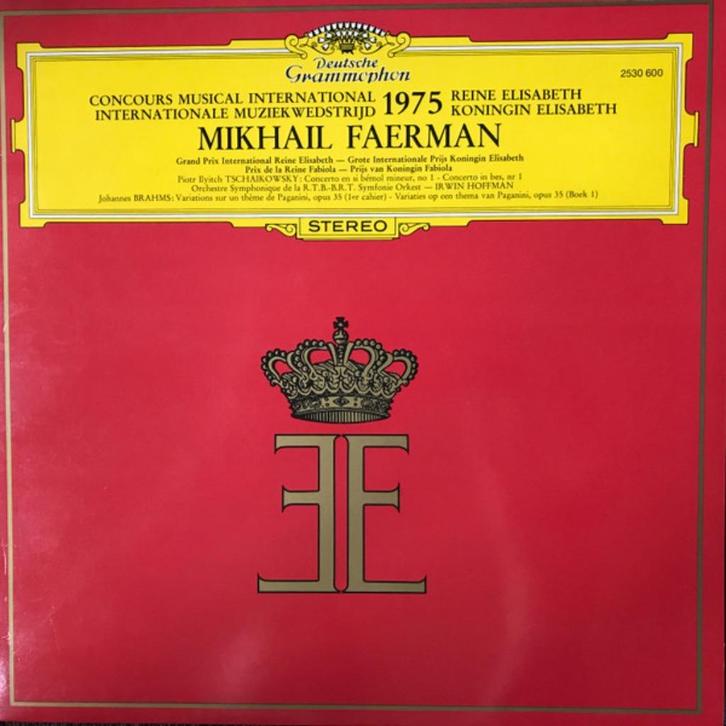 Deutsche
Grammophon
2530 600
CONCOURS MUSICAL INTERNATIONAL 1975 REINE ELISABETH
INTERNATIONALE MUZIEKWEDSTRIJD KONINGIN ELISABETH
MIKHAIL FAERMAN
Grand Prix International Reine Elisabeth — Grote Internationale Prijs Koningin Elisabeth
Prix de la Reine Fabiola — Prijs van Koningin Fabiola
Piotr Ilyitch TSCHAIKOWSKY: Concerto en si bémol mineur, no 1 - Concerto in bes, nr 1
Orchestre Symphonique de la R.T.B.-B.R.T. Symfonie Orkest — IRWIN HOFFMAN
Johannes BRAHMS: Variations sur un thème de Paganini, opus 35 (1er cahier) - Variaties op een thema van Paganini, opus 35 (Boek 1)
STEREO
EE